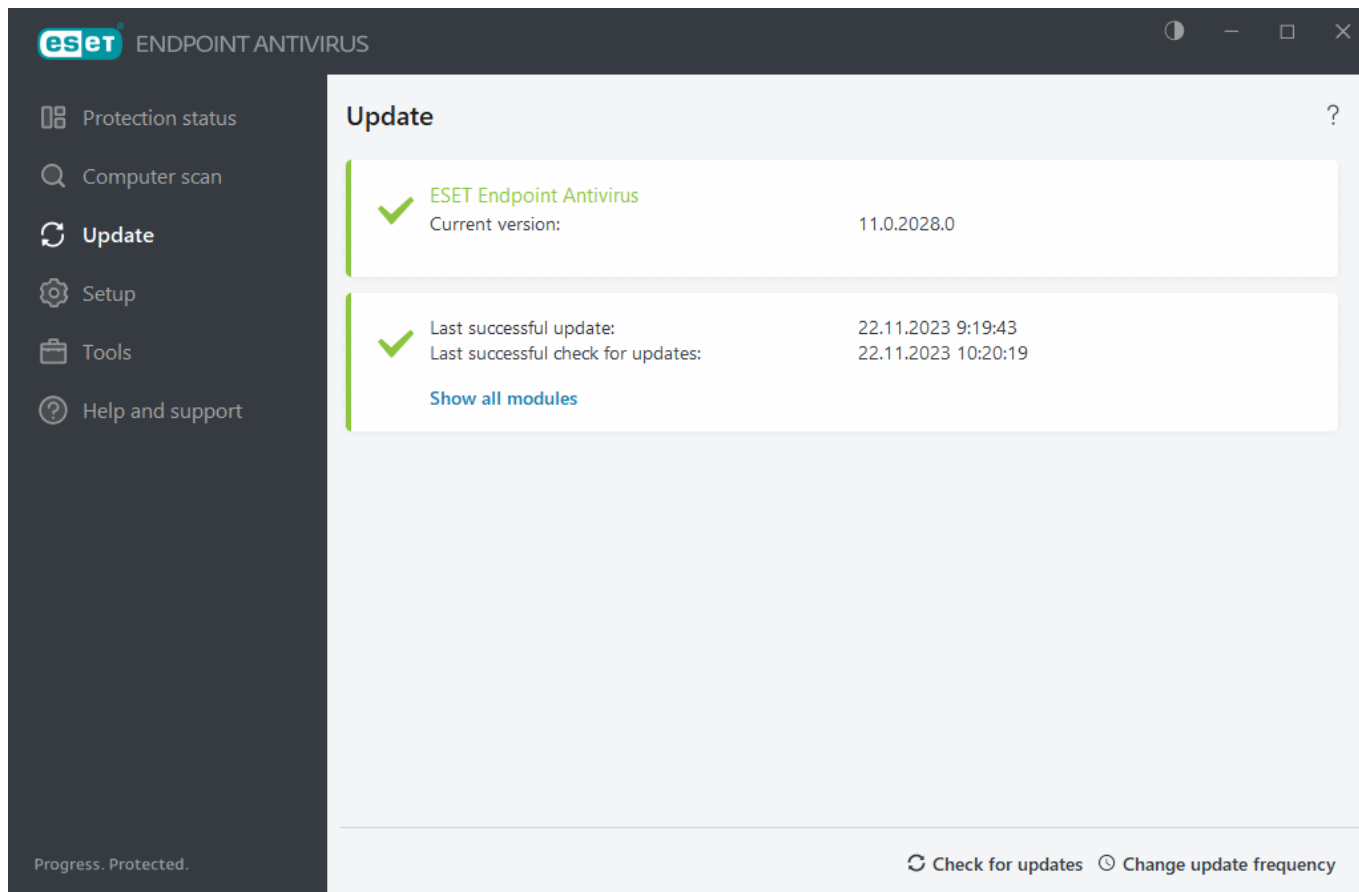 eset ENDPOINT ANTIVIRUS
Protection status
Computer scan
Update
Setup
Tools
Help and support
Progress. Protected.
Update
?
ESET Endpoint Antivirus
Current version: 11.0.2028.0
Last successful update: 22.11.2023 9:19:43
Last successful check for updates: 22.11.2023 10:20:19
Show all modules
Check for updates Change update frequency